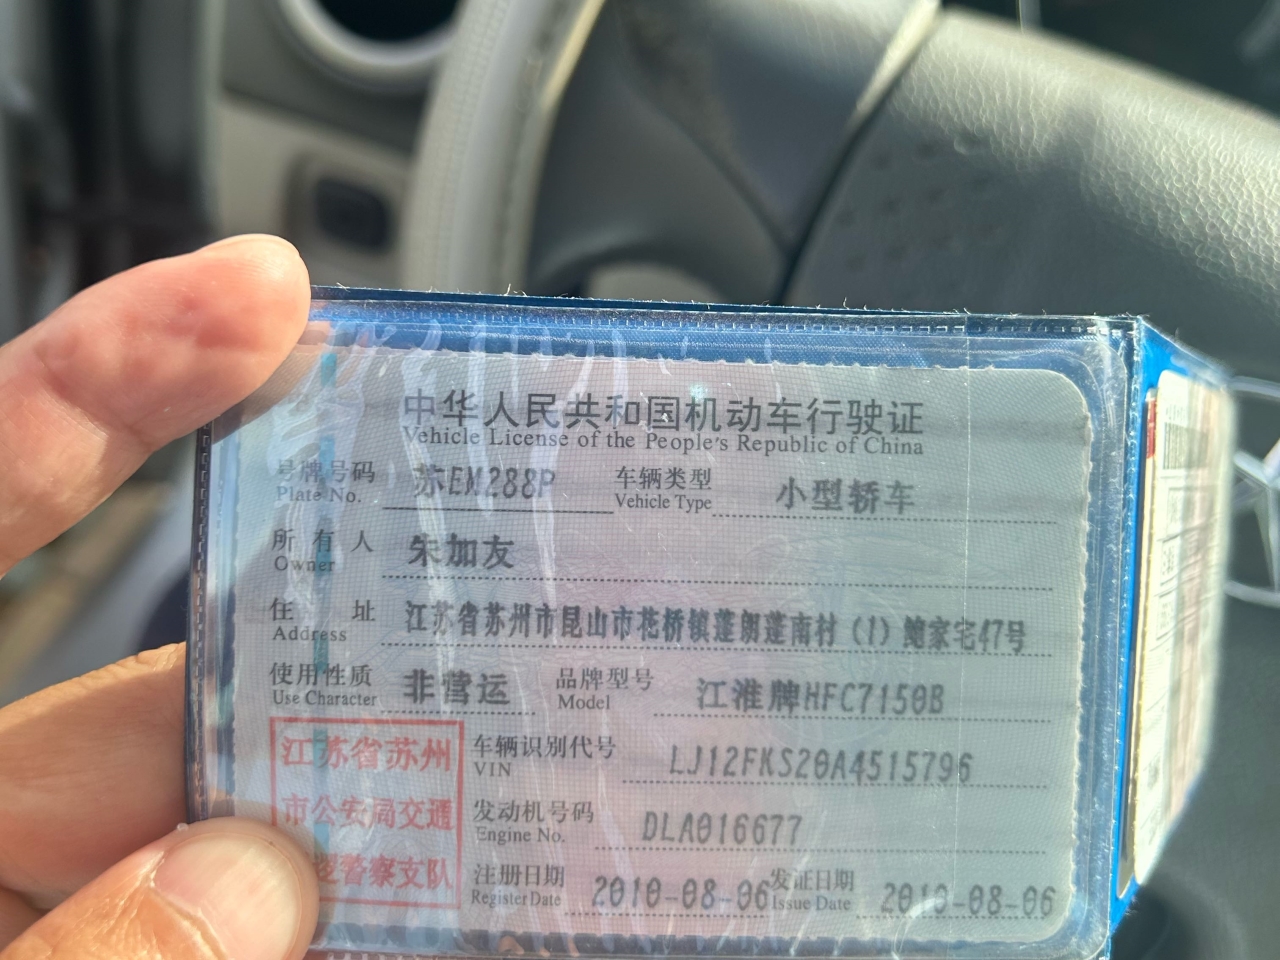 中华人民共和国机动车行驶证
Vehicle License of the People's Republic of China
号牌号码 苏EM288P 车辆类型 小型轿车
Plate No. Vehicle Type
所有人 朱加友
Owner
住址 江苏省苏州市昆山市花桥镇蓬朗蓬南村(1)鲍家宅47号
Address
使用性质 非营运 品牌型号 江淮牌HFC7150B
Use Character Model
江苏省苏州
市公安局交通
警察支队
车辆识别代号 LJ12FKS20A4515796
VIN
发动机号码 DLA016677
Engine No.
注册日期 2010-08-06 发证日期 2010-08-06
Register Date Issue Date